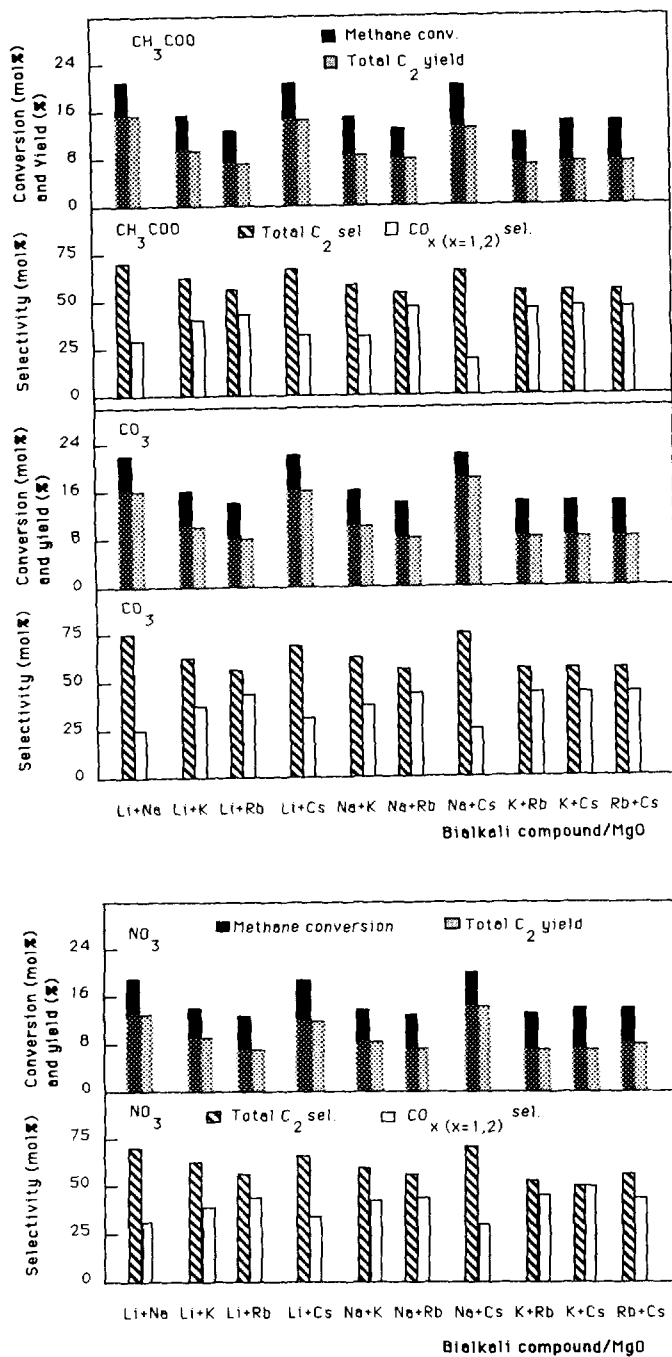 CH3COO
Methane conv.
Total C2 yield
Conversion (mol%)
and Yield (%)
24
16
8
0
CH3COO
Total C2 sel
COx (x=1,2) sel.
Selectivity (mol%)
75
50
25
0
CO3
Conversion (mol%)
and yield (%)
24
16
8
0
CO3
Selectivity (mol%)
75
50
25
0
Li+Na Li+K Li+Rb Li+Cs Na+K Na+Rb Na+Cs K+Rb K+Cs Rb+Cs
Bialkali compound/MgO
NO3
Methane conversion
Total C2 yield
Conversion (mol%)
and yield (%)
24
16
8
0
NO3
Total C2 sel.
COx (x=1,2) sel.
Selectivity (mol%)
75
50
25
0
Li+Na Li+K Li+Rb Li+Cs Na+K Na+Rb Na+Cs K+Rb K+Cs Rb+Cs
Bialkali compound/MgO